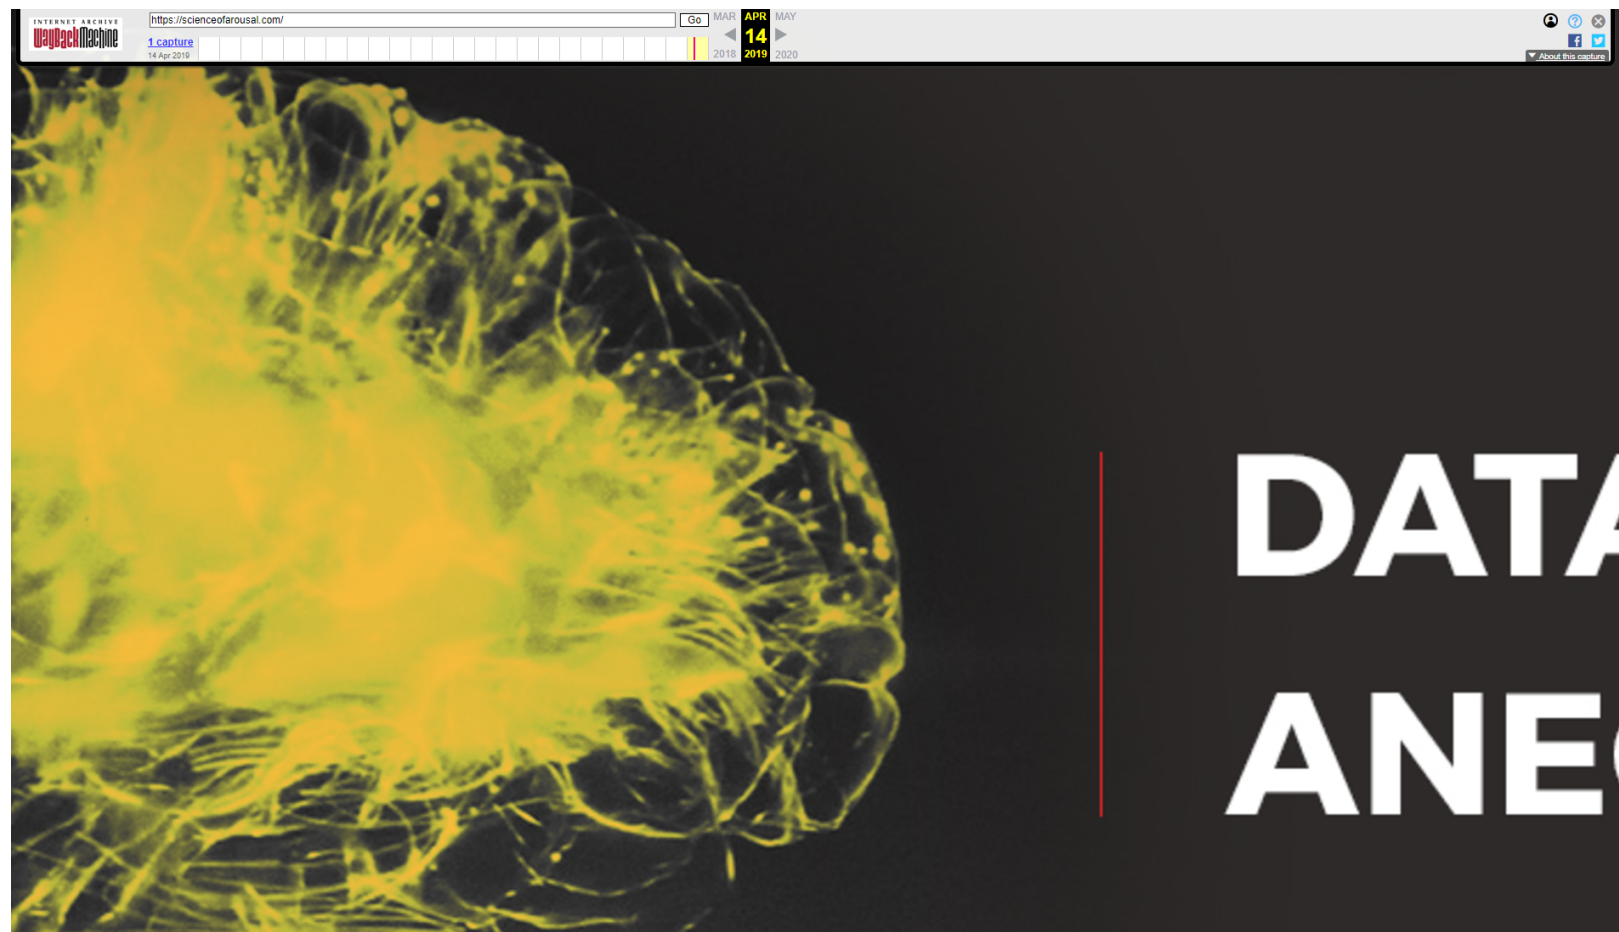 INTERNET ARCHIVE
WayBackMachine
https://scienceofarousal.com/
Go
MAR APR MAY
1 capture
14
14 Apr 2019
2018 2019 2020
About this capture
DATA
ANEC